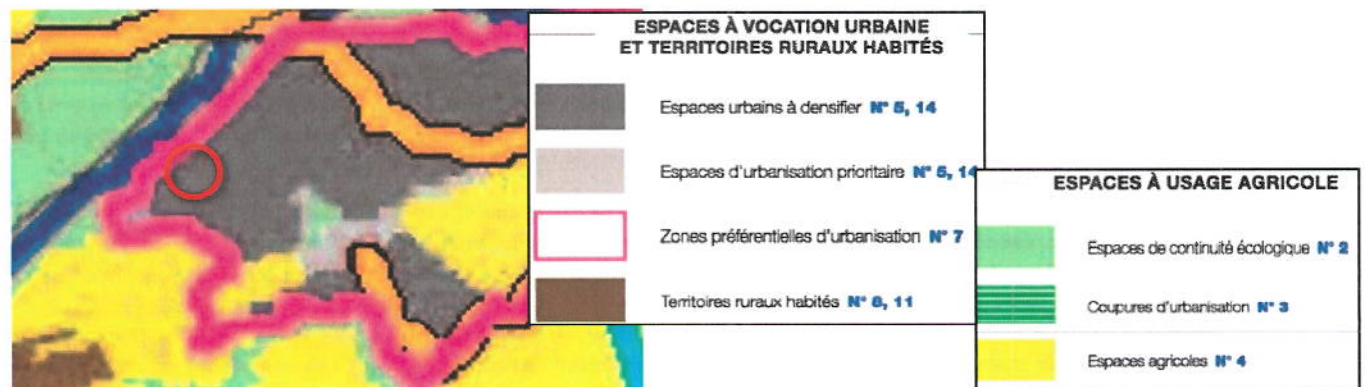 ESPACES À VOCATION URBAINE
ET TERRITOIRES RURAUX HABITÉS
Espaces urbains à densifier N° 5, 14
Espaces d'urbanisation prioritaire N° 5, 14
Zones préférentielles d'urbanisation N° 7
Territoires ruraux habités N° 8, 11
ESPACES À USAGE AGRICOLE
Espaces de continuité écologique N° 2
Coupures d'urbanisation N° 3
Espaces agricoles N° 4